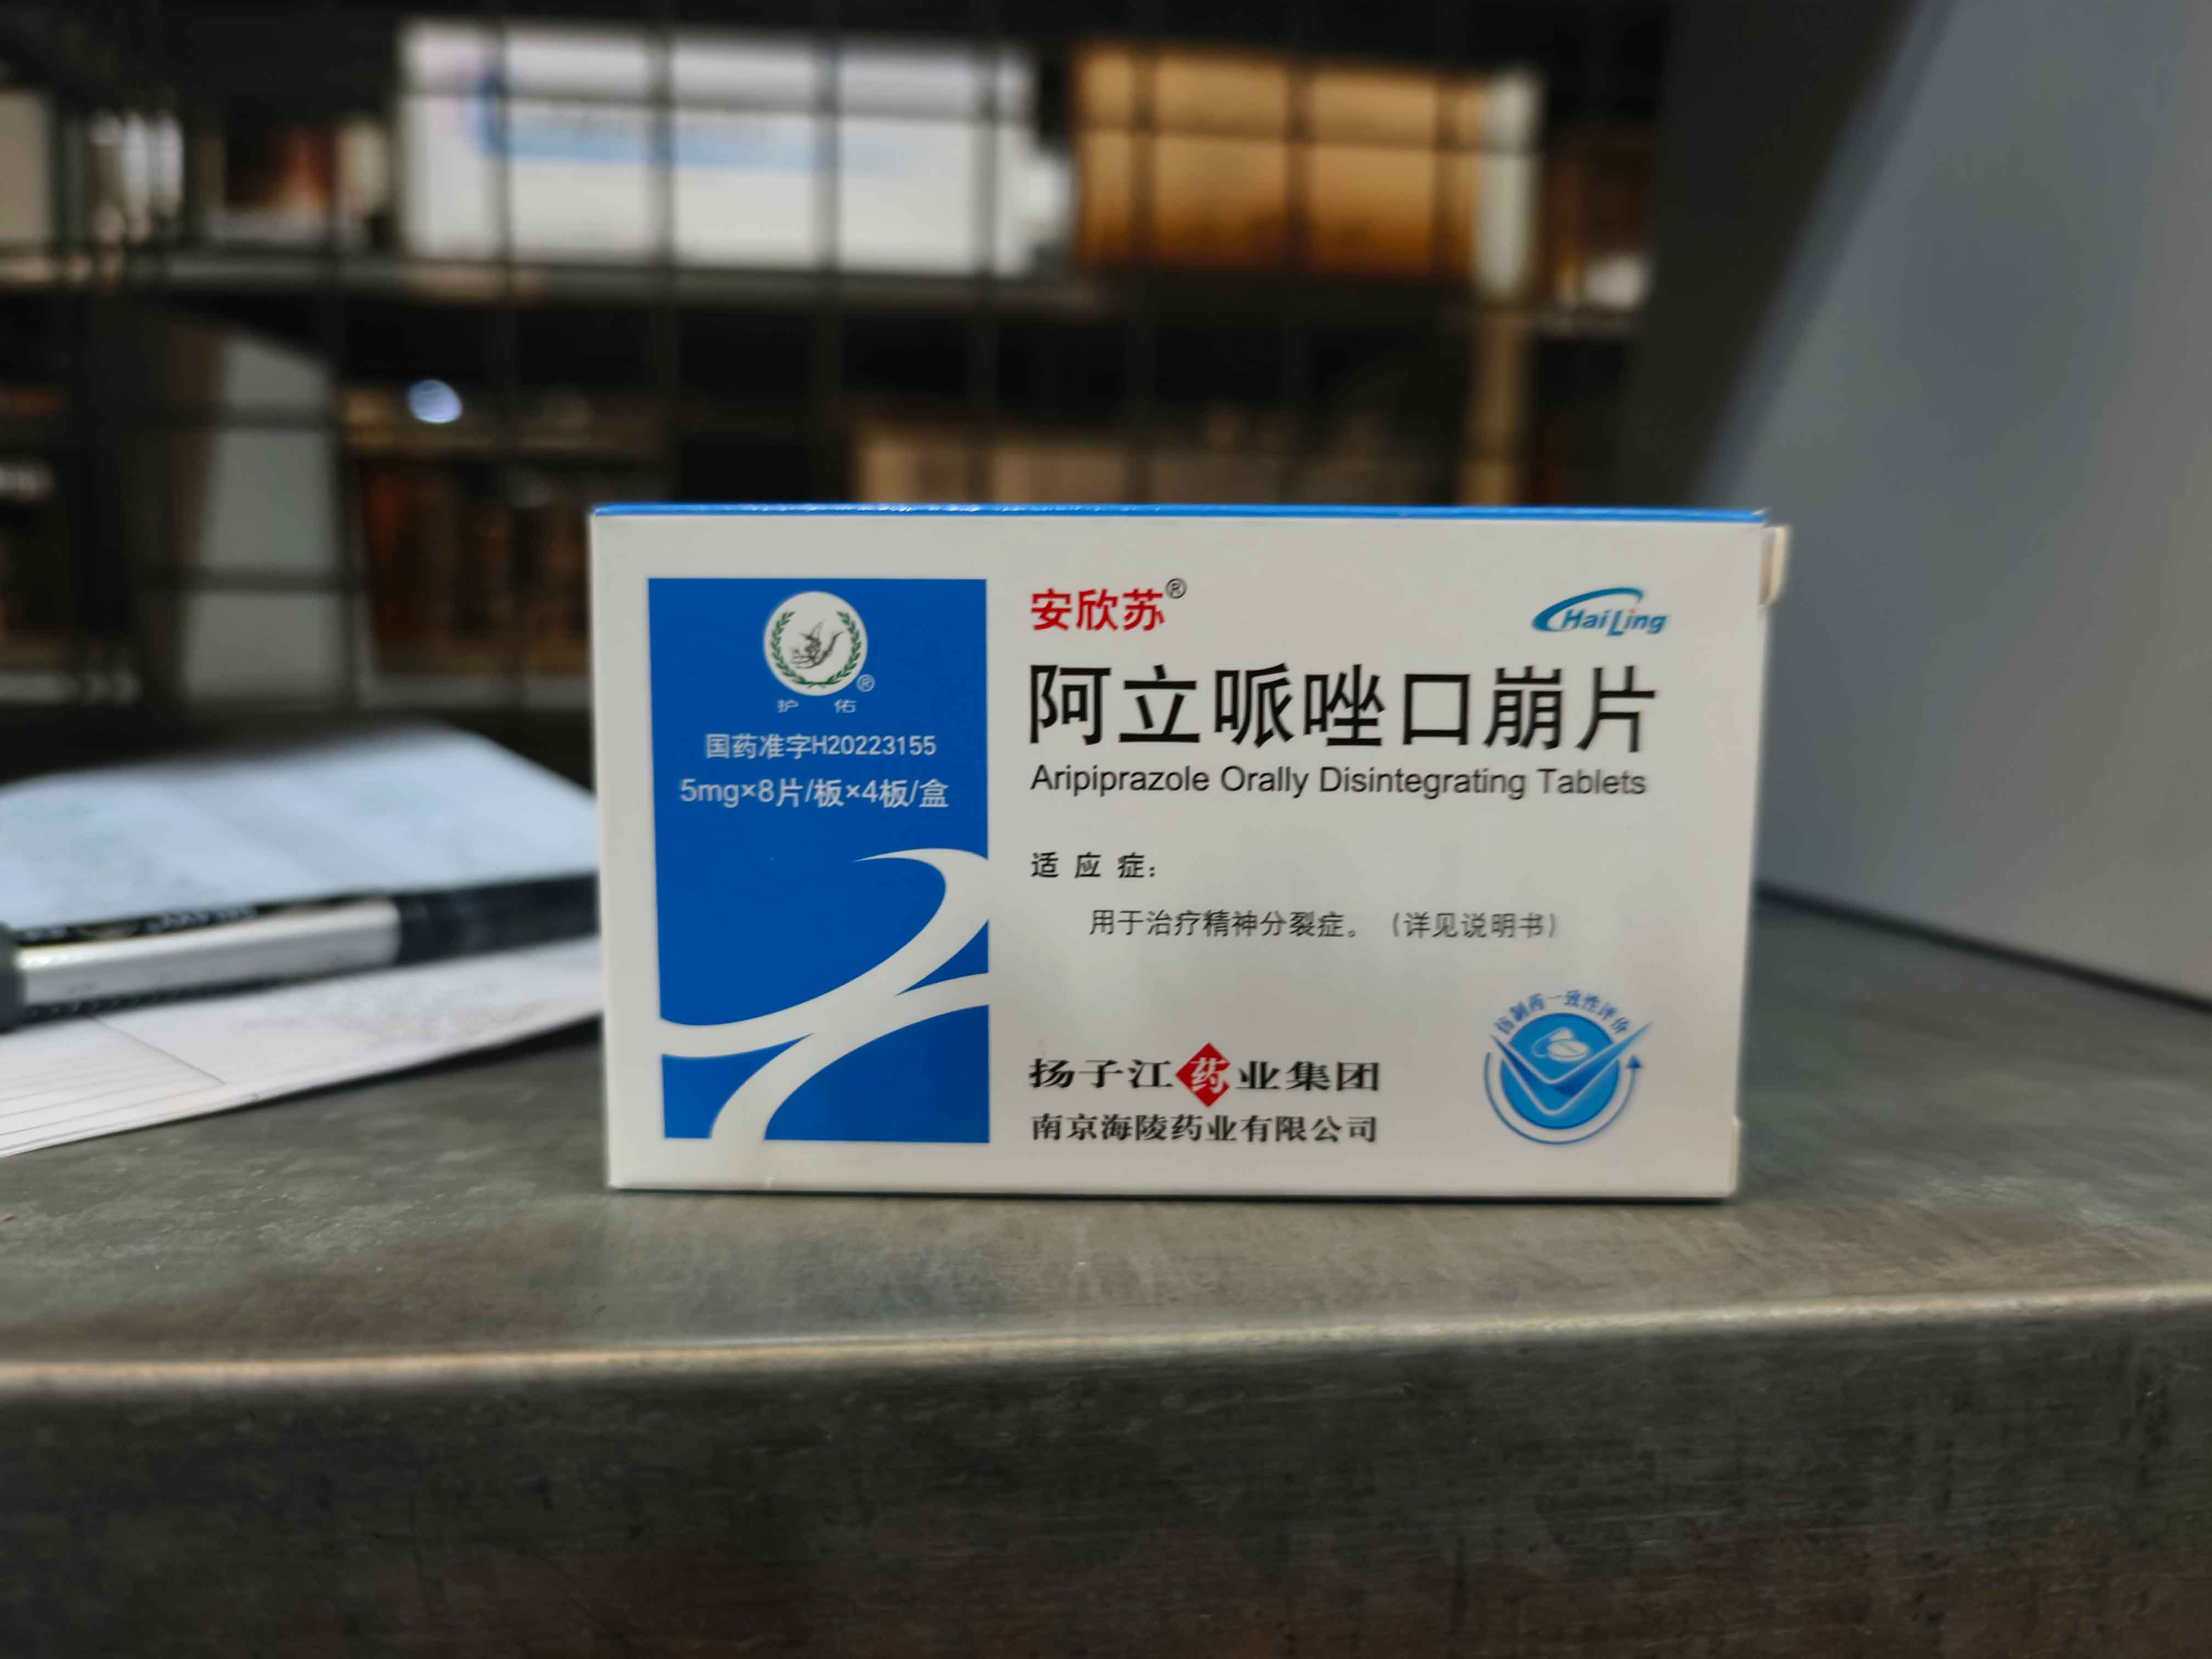 护佑®
国药准字H20223155
5mg×8片/板×4板/盒
安欣苏®
HaiLing
阿立哌唑口崩片
Aripiprazole Orally Disintegrating Tablets
适应症：
用于治疗精神分裂症。（详见说明书）
扬子江药业集团
南京海陵药业有限公司
仿制药一致性评价